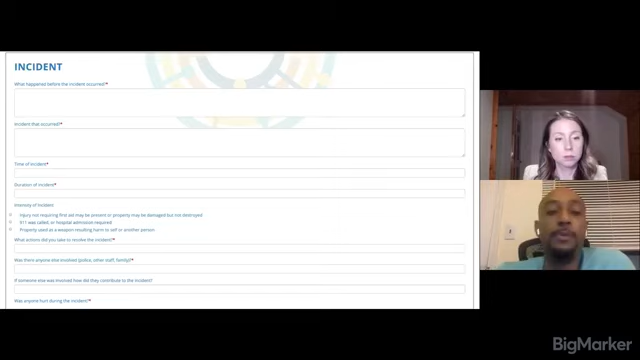 INCIDENT
What happened before the incident occurred?*
Incident that occurred?*
Time of Incident*
Duration of Incident*
Intensity of Incident
Injury not requiring first aid may be present or property may be damaged but not destroyed
911 was called, or hospital admission required
Property used as a weapon resulting harm to self or another person
What actions did you take to resolve the incident?*
Was there anyone else involved (police, other staff, family)?*
If someone else was involved how did they contribute to the incident?
Was anyone hurt during the incident?*
BigMarker